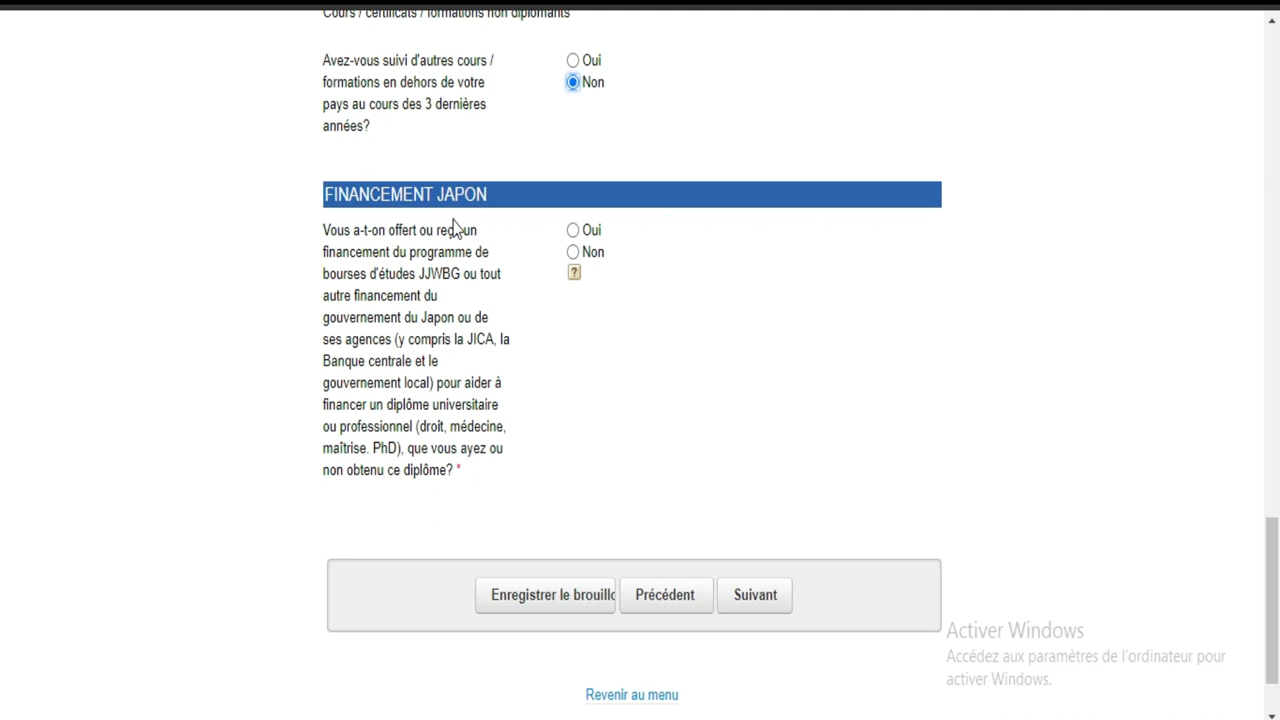 Cours / certificats / formations non diplômants
Avez-vous suivi d'autres cours /
formations en dehors de votre
pays au cours des 3 dernières
années?
Oui
Non
FINANCEMENT JAPON
Vous a-t-on offert ou reçu un
financement du programme de
bourses d'études JJWBG ou tout
autre financement du
gouvernement du Japon ou de
ses agences (y compris la JICA, la
Banque centrale et le
gouvernement local) pour aider à
financer un diplôme universitaire
ou professionnel (droit, médecine,
maîtrise. PhD), que vous ayez ou
non obtenu ce diplôme? *
Oui
Non
?
Enregistrer le brouillo
Précédent
Suivant
Activer Windows
Accédez aux paramètres de l'ordinateur pour
activer Windows.
Revenir au menu